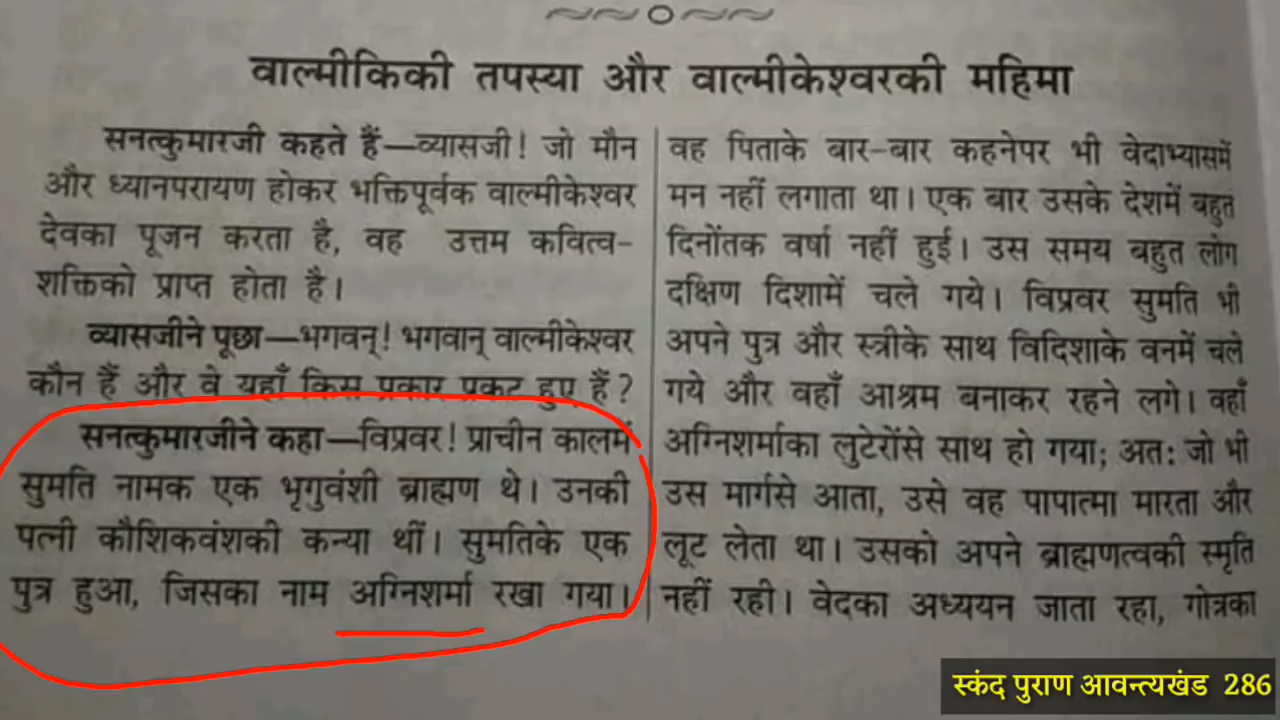 वाल्मीकिकी तपस्या और वाल्मीकेश्वरकी महिमा
सनत्कुमारजी कहते हैं—व्यासजी! जो मौन
और ध्यानपरायण होकर भक्तिपूर्वक वाल्मीकेश्वर
देवका पूजन करता है, वह उत्तम कवित्व-
शक्तिको प्राप्त होता है।
व्यासजीने पूछा—भगवन्! भगवान् वाल्मीकेश्वर
कौन हैं और वे यहाँ किस प्रकार प्रकट हुए हैं?
सनत्कुमारजीने कहा—विप्रवर! प्राचीन कालमें
सुमति नामक एक भृगुवंशी ब्राह्मण थे। उनकी
पत्नी कौशिकवंशकी कन्या थीं। सुमतिके एक
पुत्र हुआ, जिसका नाम अग्निशर्मा रखा गया।
वह पिताके बार-बार कहनेपर भी वेदाभ्यासमें
मन नहीं लगाता था। एक बार उसके देशमें बहुत
दिनोंतक वर्षा नहीं हुई। उस समय बहुत लोग
दक्षिण दिशामें चले गये। विप्रवर सुमति भी
अपने पुत्र और स्त्रीके साथ विदिशाके वनमें चले
गये और वहाँ आश्रम बनाकर रहने लगे। वहाँ
अग्निशर्माका लुटेरोंसे साथ हो गया; अतः जो भी
उस मार्गसे आता, उसे वह पापात्मा मारता और
लूट लेता था। उसको अपने ब्राह्मणत्वकी स्मृति
नहीं रही। वेदका अध्ययन जाता रहा, गोत्रका
स्कंद पुराण आवन्त्यखंड 286